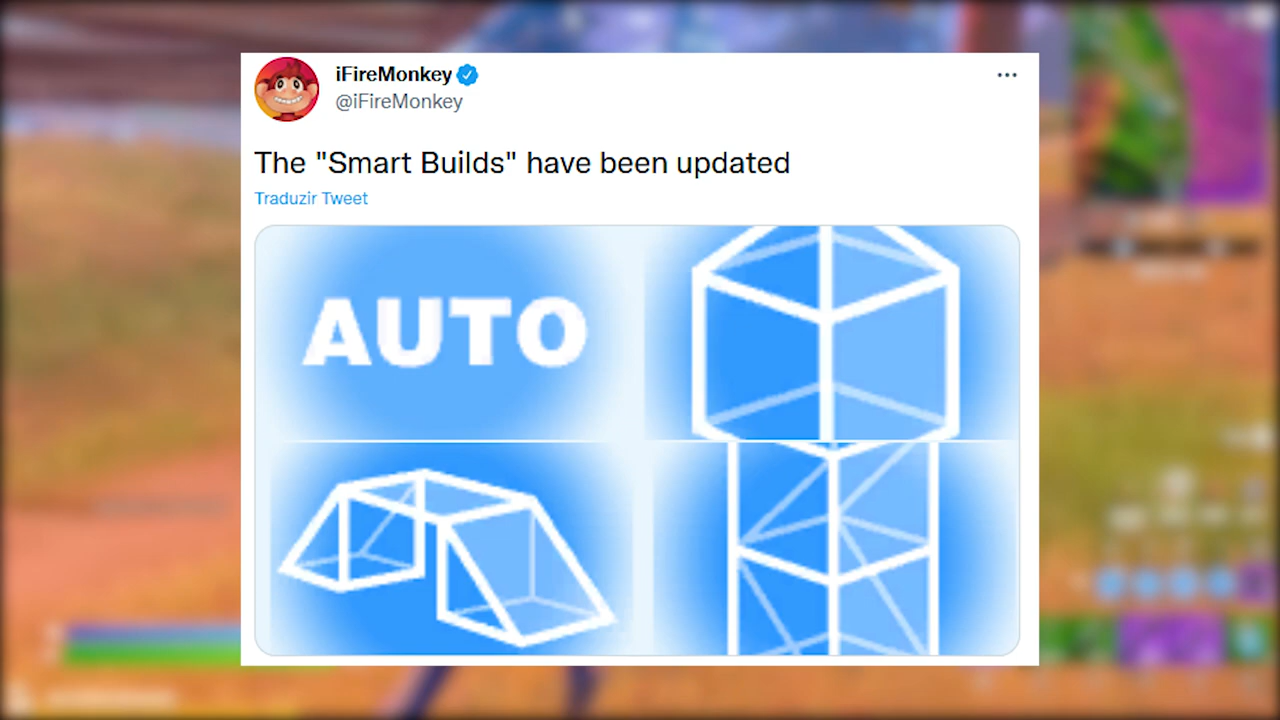 iFireMonkey
@iFireMonkey
The "Smart Builds" have been updated
Traduzir Tweet
AUTO